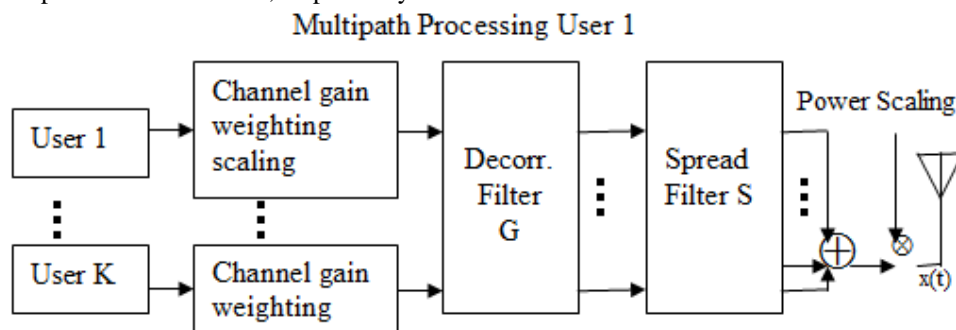 Multipath Processing User 1
User 1
Channel gain
weighting
scaling
Decorr.
Filter
G
Spread
Filter S
Power Scaling
User K
Channel gain
weighting
x(t)